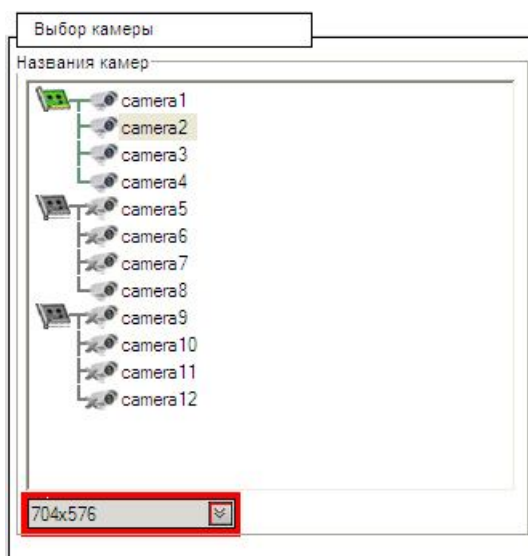 Выбор камеры
Названия камер
camera1
camera2
camera3
camera4
camera5
camera6
camera7
camera8
camera9
camera10
camera11
camera12
704x576